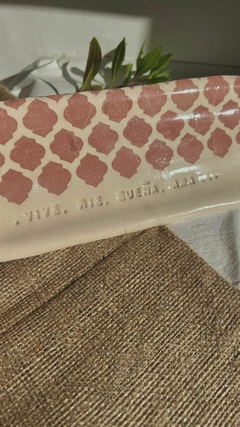 . VIVE. RIE. SUEÑA. AMA ...